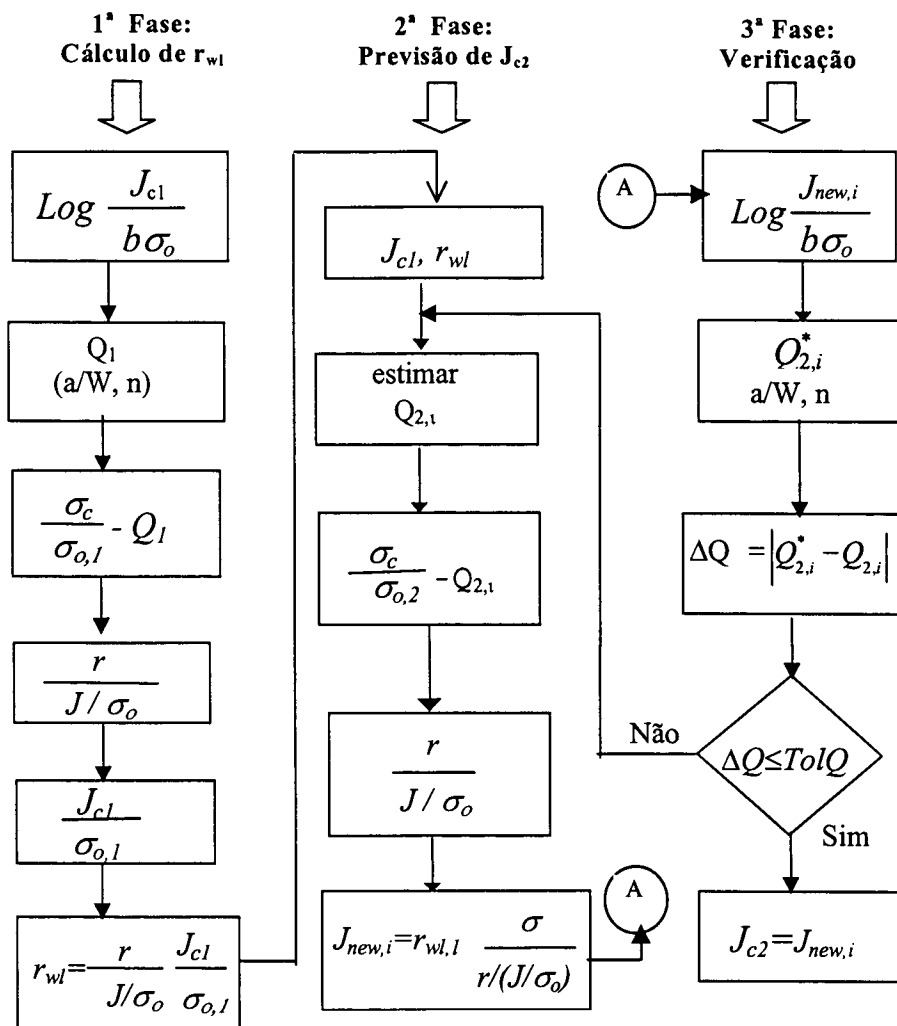 1ª Fase:
Cálculo de r_wl
Log J_c1 / bσ_o
Q_1
(a/W, n)
σ_c / σ_o,1 - Q_1
r / J/σ_o
J_c1 / σ_o,1
r_wl = r / J/σ_o J_c1 / σ_o,1
2ª Fase:
Previsão de J_c2
J_c1, r_wl
estimar
Q_2,ι
σ_c / σ_o,2 - Q_2,ι
r / J/σ_o
J_new,i=r_wl,1 σ / r/(J/σ_o)
A
3ª Fase:
Verificação
A
Log J_new,i / bσ_o
Q*_2,i
a/W, n
ΔQ = |Q*_2,i − Q_2,i|
Não
ΔQ≤TolQ
Sim
J_c2=J_new,i